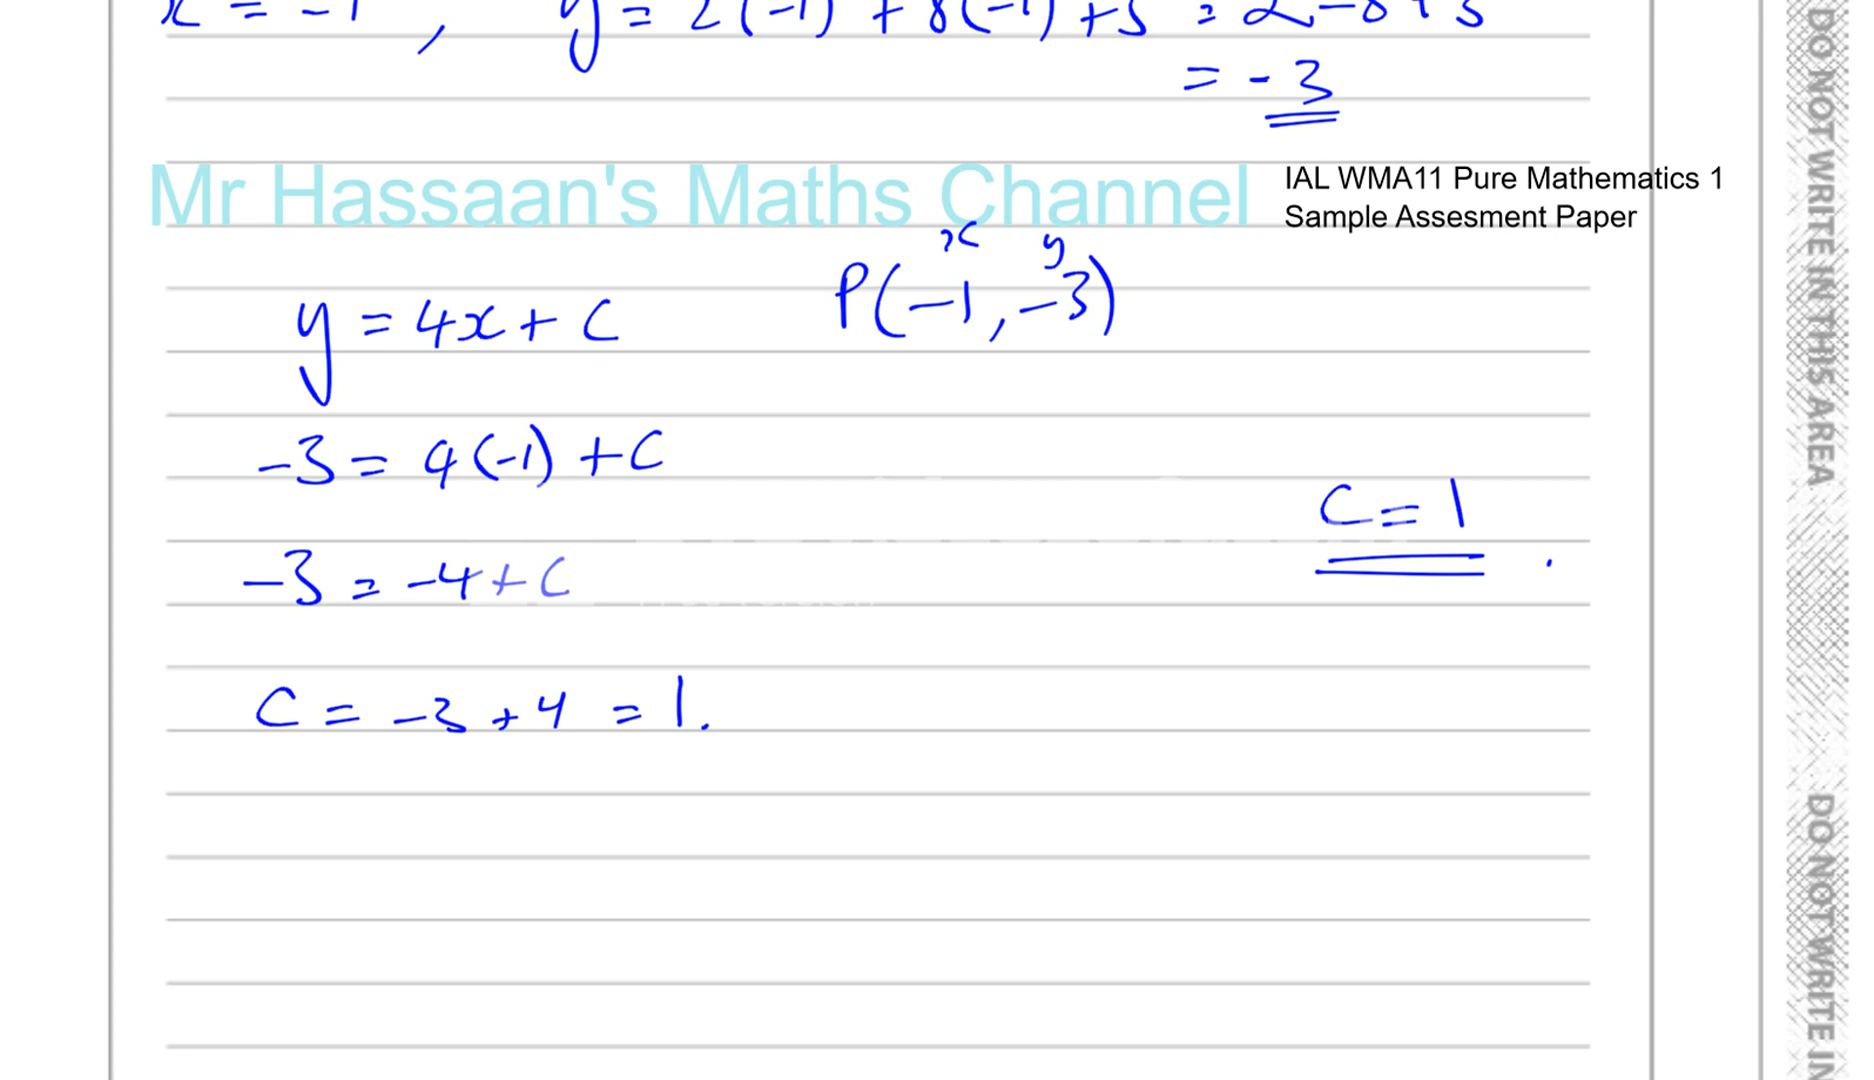 x = -1 , y = 2(-1) + 8(-1) + 3 = 2-8+3
= -3
Mr Hassaan's Maths Channel
IAL WMA11 Pure Mathematics 1
Sample Assesment Paper
x y
y = 4x + c P(-1, -3)
-3 = 4(-1) + c
c = 1
-3 = -4 + c
c = -3 + 4 = 1.
DO NOT WRITE IN THIS AREA
DO NOT WRITE IN